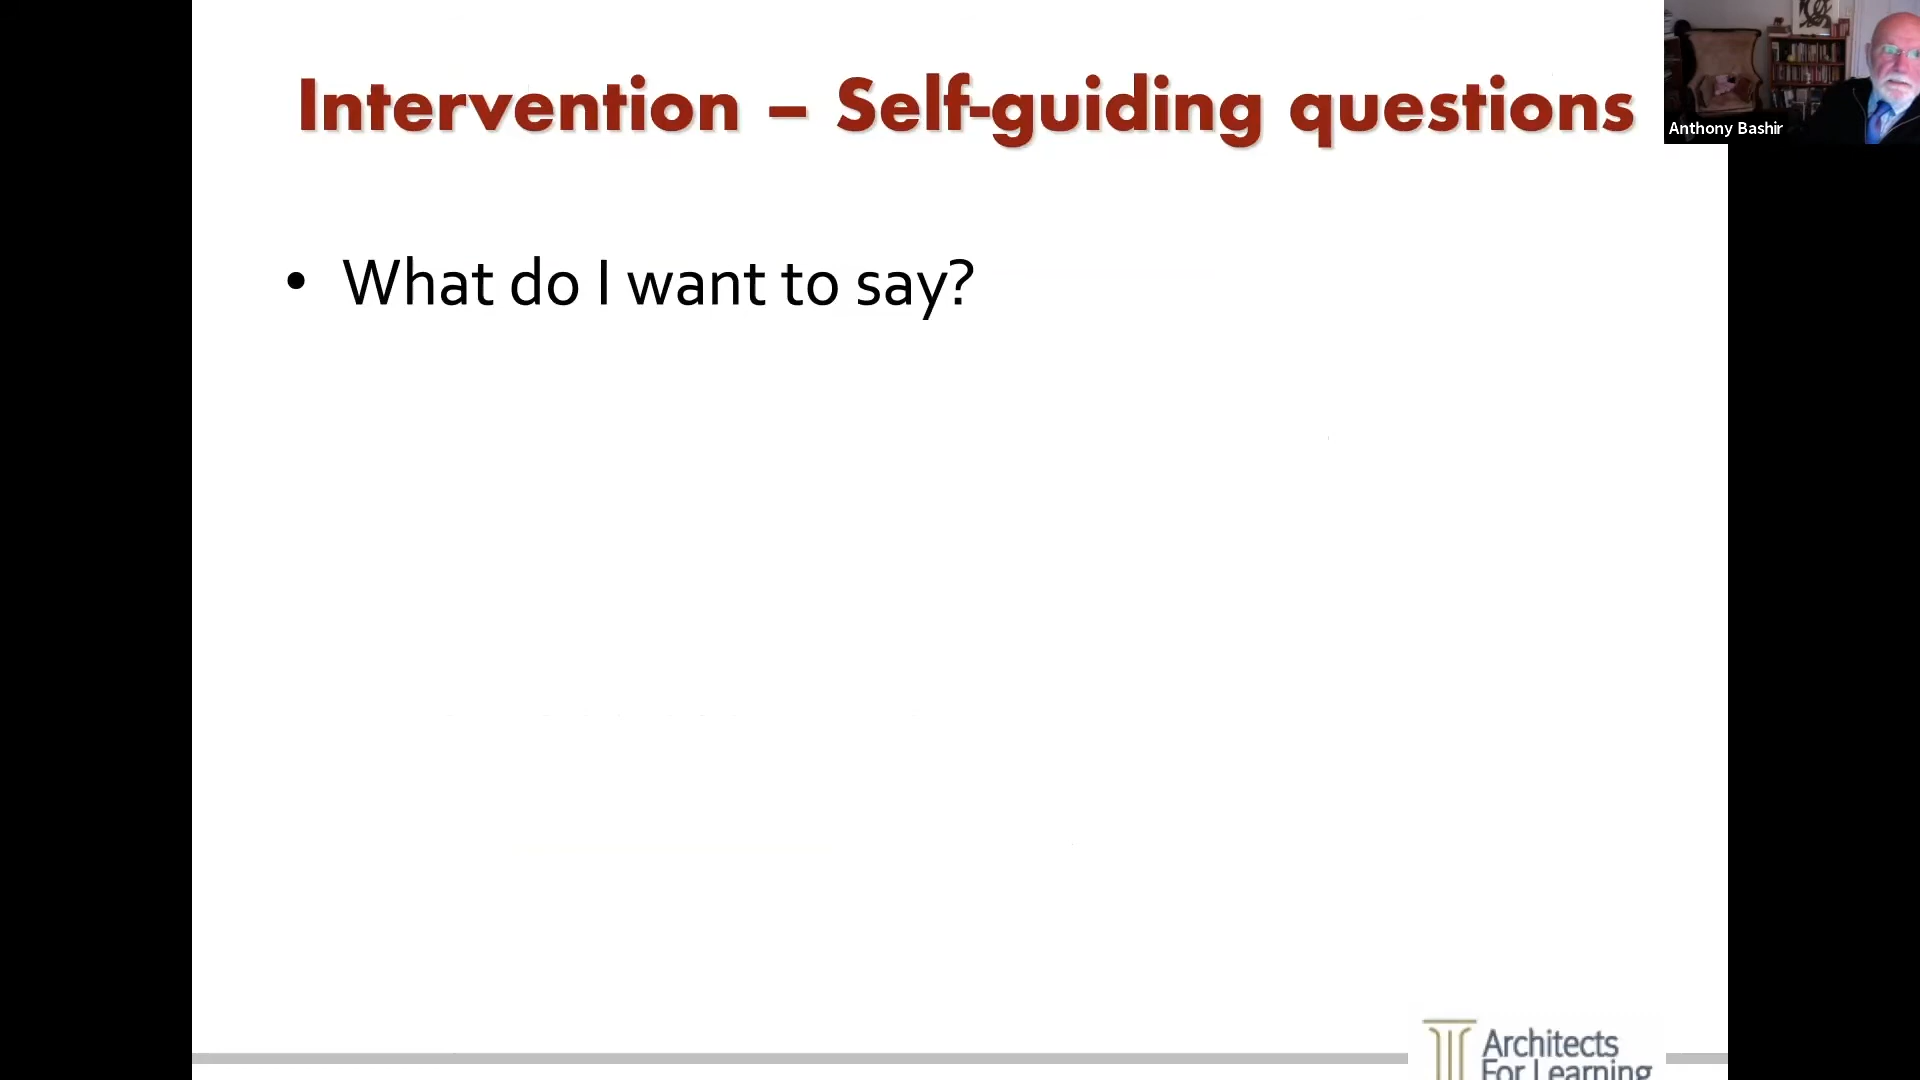 Intervention – Self-guiding questions
Anthony Bashir
• What do I want to say?
Architects
For Learning